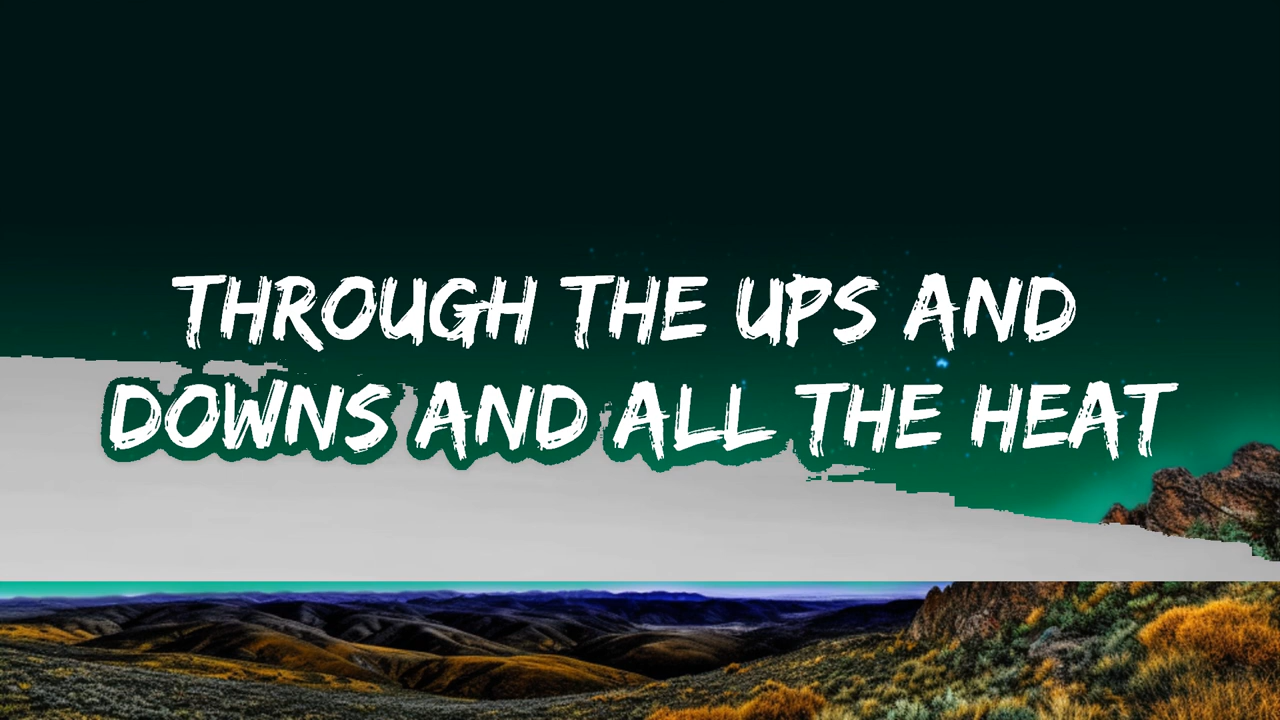 THROUGH THE UPS AND
DOWNS AND ALL THE HEAT